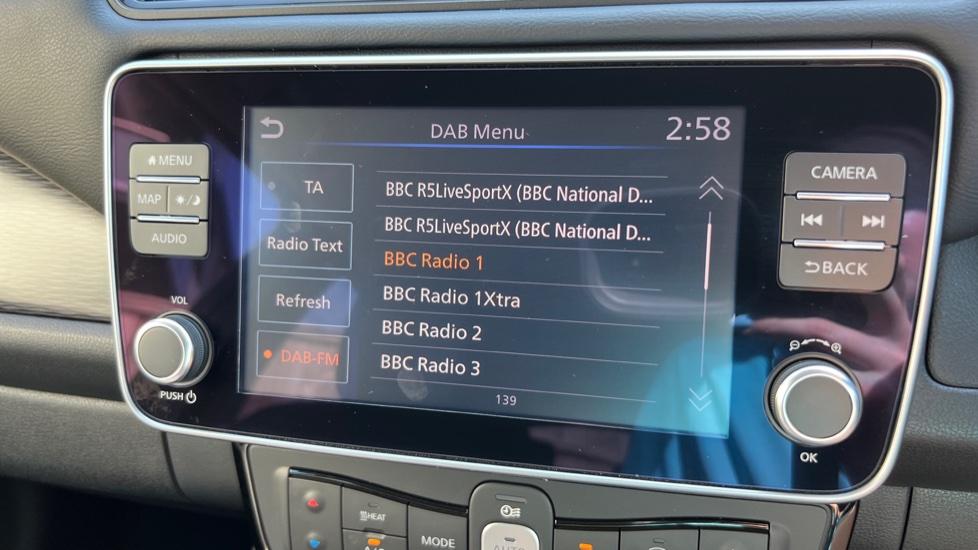 DAB Menu
2:58
MENU
MAP
AUDIO
VOL
PUSH
TA
Radio Text
Refresh
DAB-FM
BBC R5LiveSportX (BBC National D...
BBC R5LiveSportX (BBC National D...
BBC Radio 1
BBC Radio 1Xtra
BBC Radio 2
BBC Radio 3
139
CAMERA
BACK
OK
HEAT
MODE
AUTO